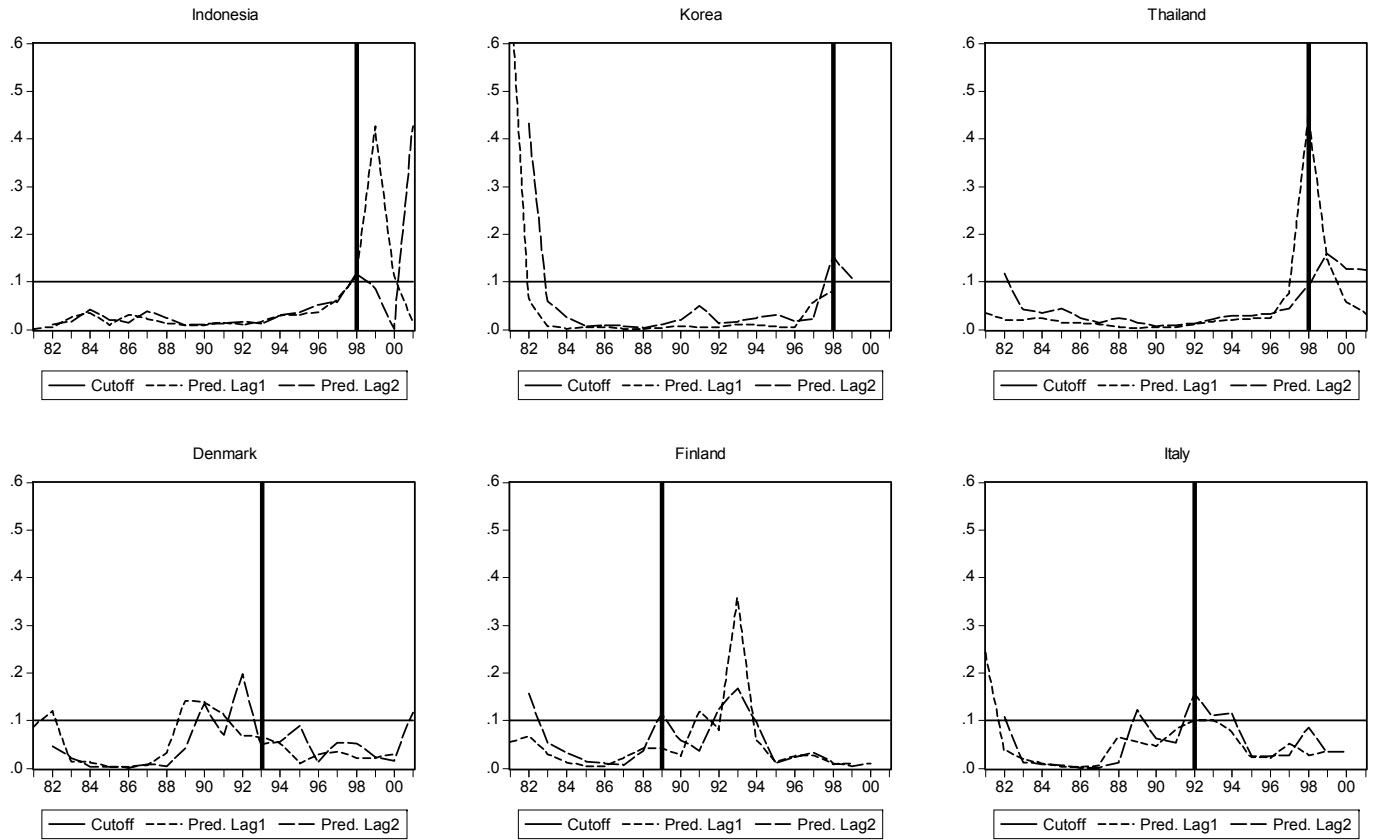 Indonesia
.6
.5
.4
.3
.2
.1
.0
82 84 86 88 90 92 94 96 98 00
Cutoff Pred. Lag1 Pred. Lag2
Korea
.6
.5
.4
.3
.2
.1
.0
82 84 86 88 90 92 94 96 98 00
Cutoff Pred. Lag1 Pred. Lag2
Thailand
.6
.5
.4
.3
.2
.1
.0
82 84 86 88 90 92 94 96 98 00
Cutoff Pred. Lag1 Pred. Lag2
Denmark
.6
.5
.4
.3
.2
.1
.0
82 84 86 88 90 92 94 96 98 00
Cutoff Pred. Lag1 Pred. Lag2
Finland
.6
.5
.4
.3
.2
.1
.0
82 84 86 88 90 92 94 96 98 00
Cutoff Pred. Lag1 Pred. Lag2
Italy
.6
.5
.4
.3
.2
.1
.0
82 84 86 88 90 92 94 96 98 00
Cutoff Pred. Lag1 Pred. Lag2